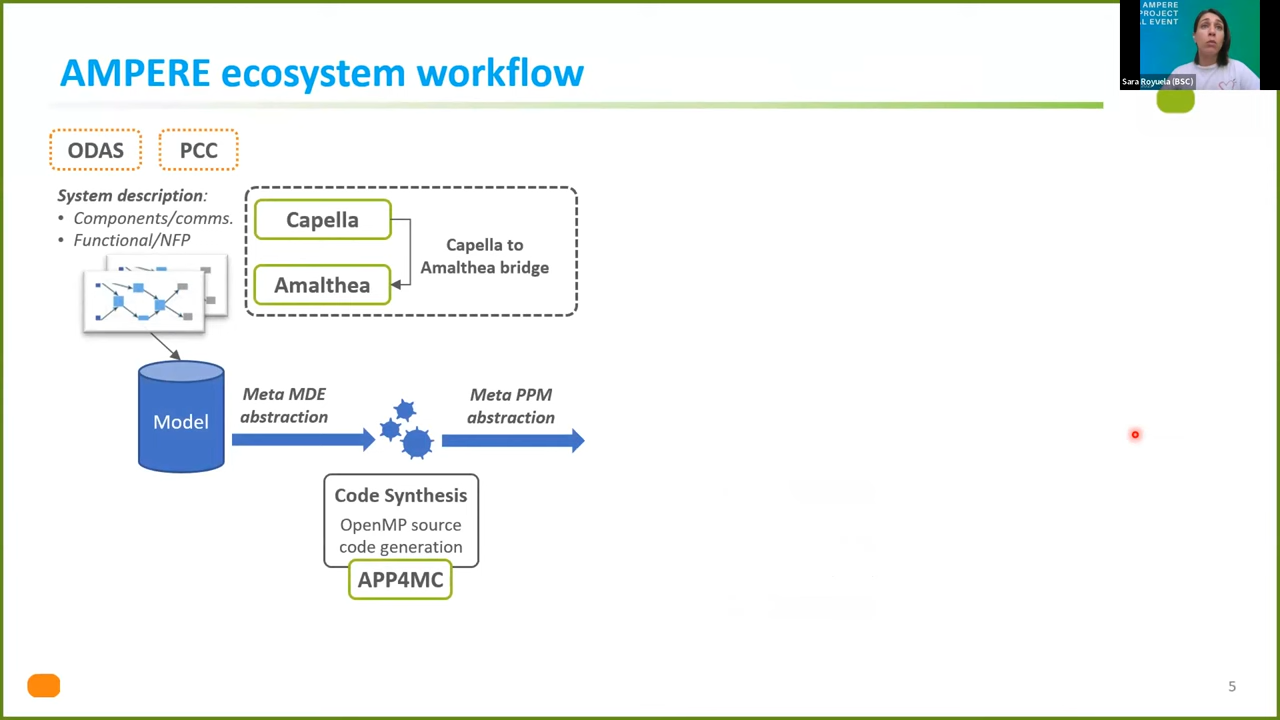 AMPERE
PROJECT
L EVENT
Sara Royuela (BSC)
AMPERE ecosystem workflow
ODAS
PCC
System description:
• Components/comms.
• Functional/NFP
Capella
Amalthea
Capella to
Amalthea bridge
Model
Meta MDE
abstraction
Meta PPM
abstraction
Code Synthesis
OpenMP source
code generation
APP4MC
5